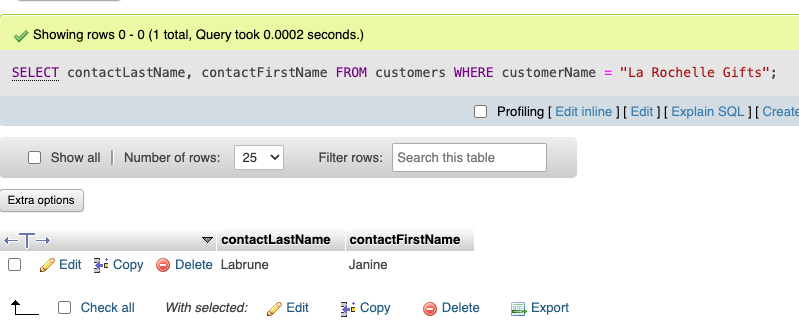 Showing rows 0 - 0 (1 total, Query took 0.0002 seconds.)
SELECT contactLastName, contactFirstName FROM customers WHERE customerName = "La Rochelle Gifts";
Profiling [ Edit inline ] [ Edit ] [ Explain SQL ] [ Create
Show all | Number of rows: 25 Filter rows: Search this table
Extra options
←T→ contactLastName contactFirstName
Edit Copy Delete Labrune Janine
Check all With selected: Edit Copy Delete Export